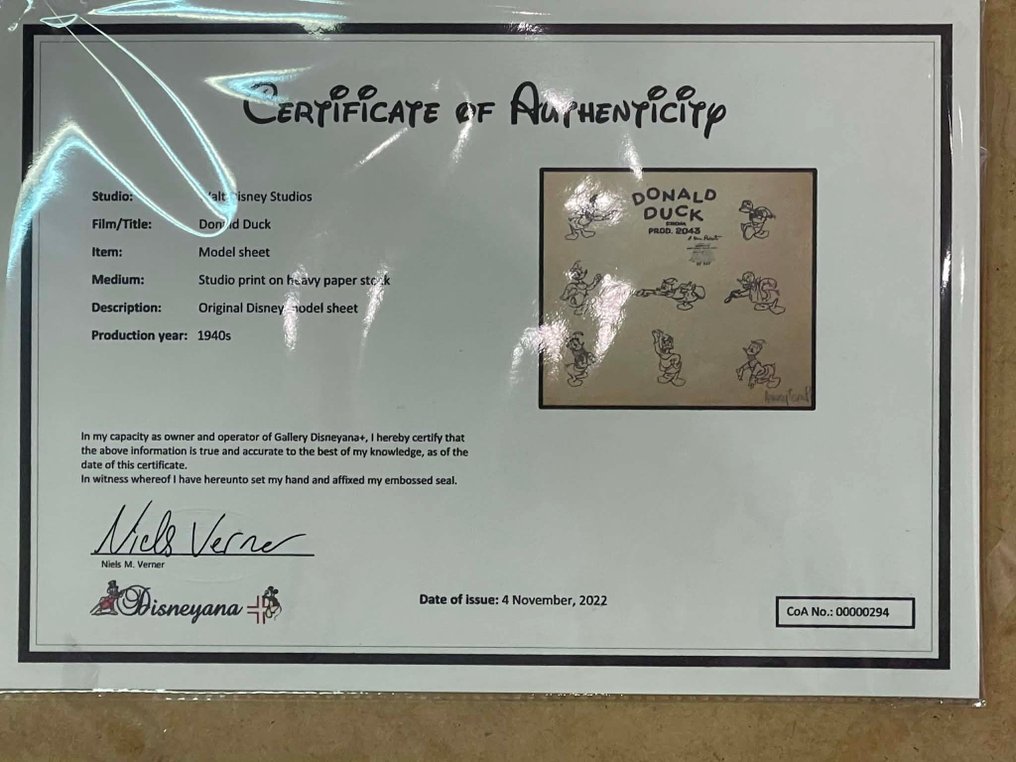 CERTIFICATE OF AUTHENTICITY
Studio: Walt Disney Studios
Film/Title: Donald Duck
Item: Model sheet
Medium: Studio print on heavy paper stock
Description: Original Disney model sheet
Production year: 1940s
DONALD
DUCK
FROM
PROD. 2043
In my capacity as owner and operator of Gallery Disneyana+, I hereby certify that
the above information is true and accurate to the best of my knowledge, as of the
date of this certificate.
In witness whereof I have hereunto set my hand and affixed my embossed seal.
Niels Verner
Niels M. Verner
Disneyana
Date of issue: 4 November, 2022
CoA No.: 00000294